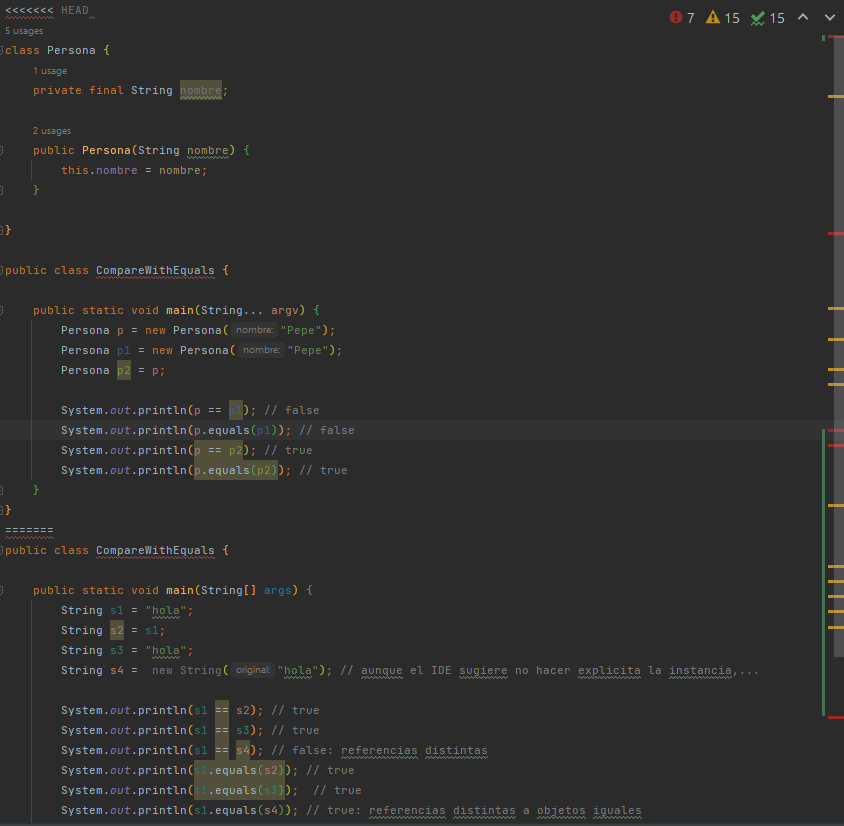 <<<<<<< HEAD
7 15 15
5 usages
class Persona {
1 usage
private final String nombre;
2 usages
public Persona(String nombre) {
this.nombre = nombre;
}
}
public class CompareWithEquals {
public static void main(String... argv) {
Persona p = new Persona( nombre: "Pepe");
Persona p1 = new Persona( nombre: "Pepe");
Persona p2 = p;
System.out.println(p == p1); // false
System.out.println(p.equals(p1)); // false
System.out.println(p == p2); // true
System.out.println(p.equals(p2)); // true
}
}
=======
public class CompareWithEquals {
public static void main(String[] args) {
String s1 = "hola";
String s2 = s1;
String s3 = "hola";
String s4 =  new String( original: "hola"); // aunque el IDE sugiere no hacer explicita la instancia,...
System.out.println(s1 == s2); // true
System.out.println(s1 == s3); // true
System.out.println(s1 == s4); // false: referencias distintas
System.out.println(s1.equals(s2)); // true
System.out.println(s1.equals(s3));  // true
System.out.println(s1.equals(s4)); // true: referencias distintas a objetos iguales